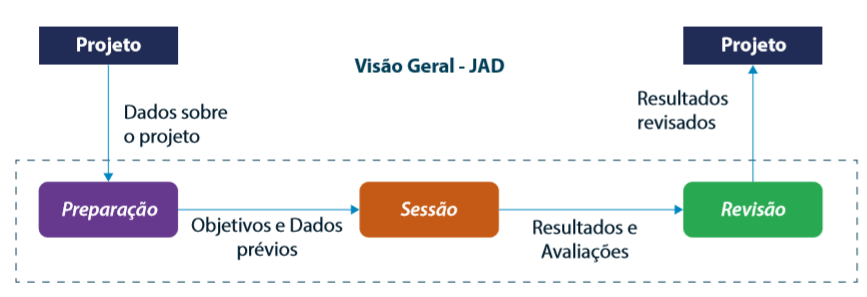 Projeto
Projeto
Visão Geral - JAD
Dados sobre
o projeto
Resultados
revisados
Preparação
Objetivos e Dados
prévios
Sessão
Resultados e
Avaliações
Revisão